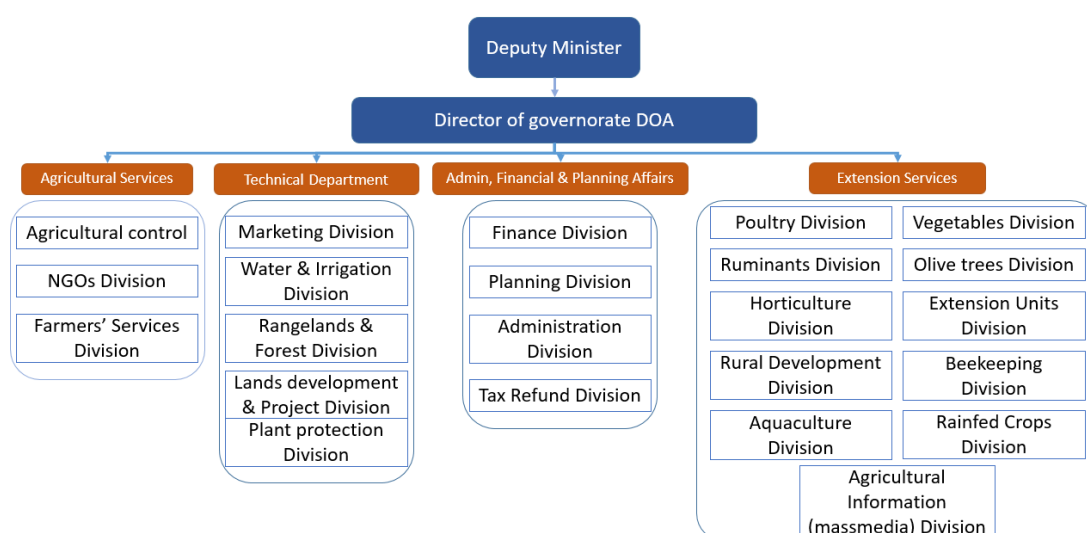 Deputy Minister
Director of governorate DOA
Agricultural Services
Technical Department
Admin, Financial & Planning Affairs
Extension Services
Agricultural control
NGOs Division
Farmers’ Services
Division
Marketing Division
Water & Irrigation
Division
Rangelands &
Forest Division
Lands development
& Project Division
Plant protection
Division
Finance Division
Planning Division
Administration
Division
Tax Refund Division
Poultry Division
Vegetables Division
Ruminants Division
Olive trees Division
Horticulture
Division
Extension Units
Division
Rural Development
Division
Beekeeping
Division
Aquaculture
Division
Rainfed Crops
Division
Agricultural
Information
(massmedia) Division